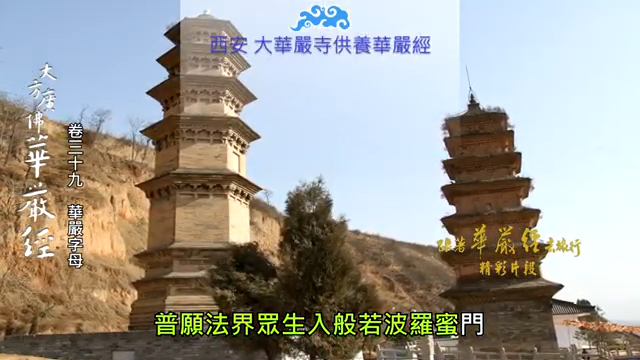 西安 大華嚴寺供養華嚴經
大方廣佛華嚴經
卷三十九 華嚴字母
跟著華嚴經去旅行
精彩片段
普願法界眾生入般若波羅蜜門